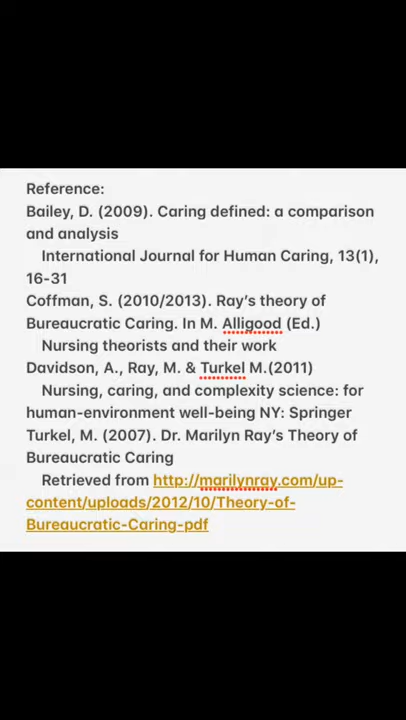 Reference:
Bailey, D. (2009). Caring defined: a comparison
and analysis
International Journal for Human Caring, 13(1),
16-31
Coffman, S. (2010/2013). Ray's theory of
Bureaucratic Caring. In M. Alligood (Ed.)
Nursing theorists and their work
Davidson, A., Ray, M. & Turkel M.(2011)
Nursing, caring, and complexity science: for
human-environment well-being NY: Springer
Turkel, M. (2007). Dr. Marilyn Ray's Theory of
Bureaucratic Caring
Retrieved from http://marilynray.com/up-
content/uploads/2012/10/Theory-of-
Bureaucratic-Caring-pdf